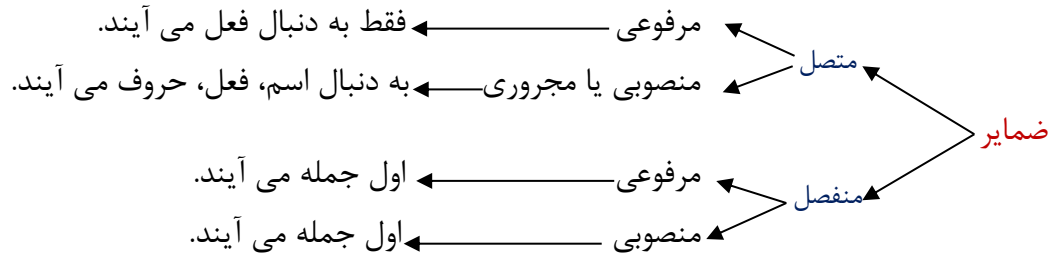 مرفوعی فقط به دنبال فعل می آیند.
متصل
منصوبی یا مجروری به دنبال اسم، فعل، حروف می آیند.
ضمایر
مرفوعی اول جمله می آیند.
منفصل
منصوبی اول جمله می آیند.